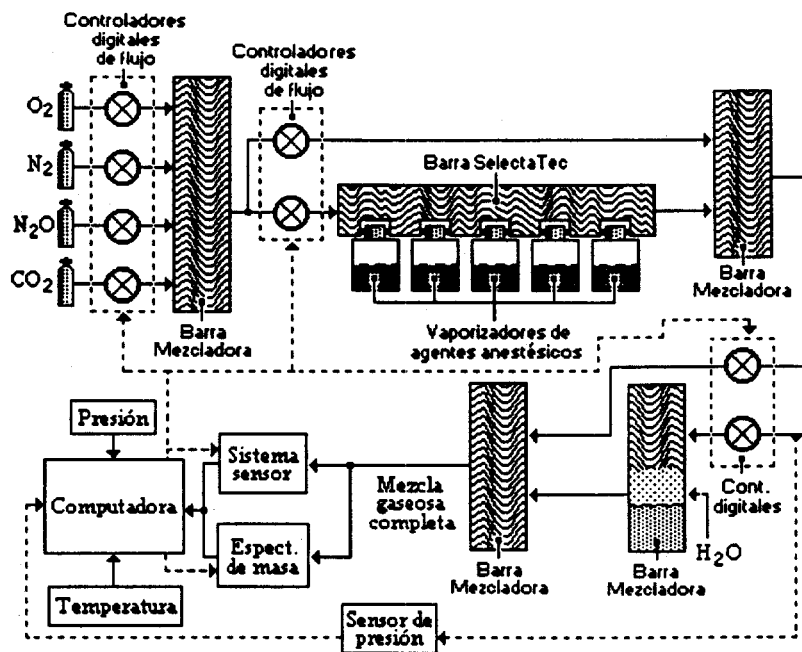 Controladores
digitales
de flujo
Controladores
digitales
de flujo
O2
N2
N2O
CO2
Barra SelectaTec
Barra
Mezcladora
Vaporizadores de
agentes anestésicos
Barra
Mezcladora
Presión
Sistema
sensor
Computadora
Mezcla
gaseosa
completa
Cont.
digitales
Espect.
de masa
H2O
Barra
Mezcladora
Barra
Mezcladora
Temperatura
Sensor de
presión